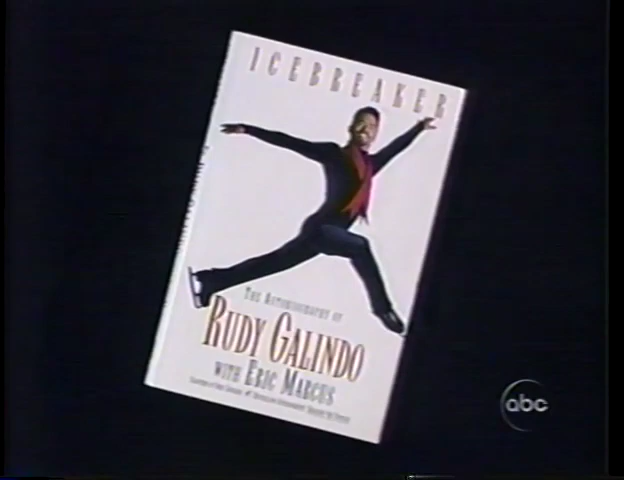 ICEBREAKER
THE AUTOBIOGRAPHY OF
RUDY GALINDO
WITH ERIC MARCUS
abc